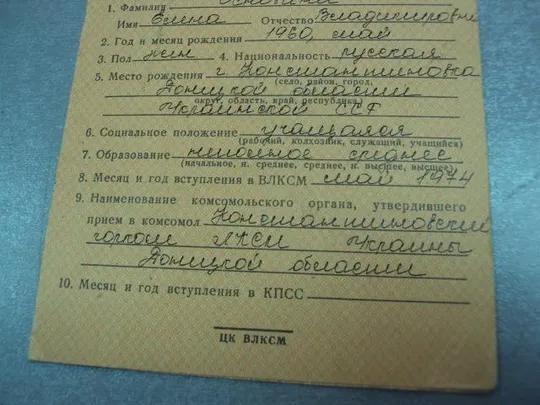 1. Фамилия
Имя Елена Отчество Владимировна
2. Год и месяц рождения 1960, май
3. Пол жен 4. Национальность русская
5. Место рождения г. Константиновка
(село, район, город,
Донецкой области
округ, область, край, республика)
Украинской ССР
6. Социальное положение учащаяся
(рабочий, колхозник, служащий, учащийся)
7. Образование неполное среднее
(начальное, н. среднее, среднее, н. высшее, высшее)
8. Месяц и год вступления в ВЛКСМ май 1974
9. Наименование комсомольского органа, утвердившего
прием в комсомол Константиновский
горком ЛКСМ Украины
Донецкой области
10. Месяц и год вступления в КПСС
ЦК ВЛКСМ